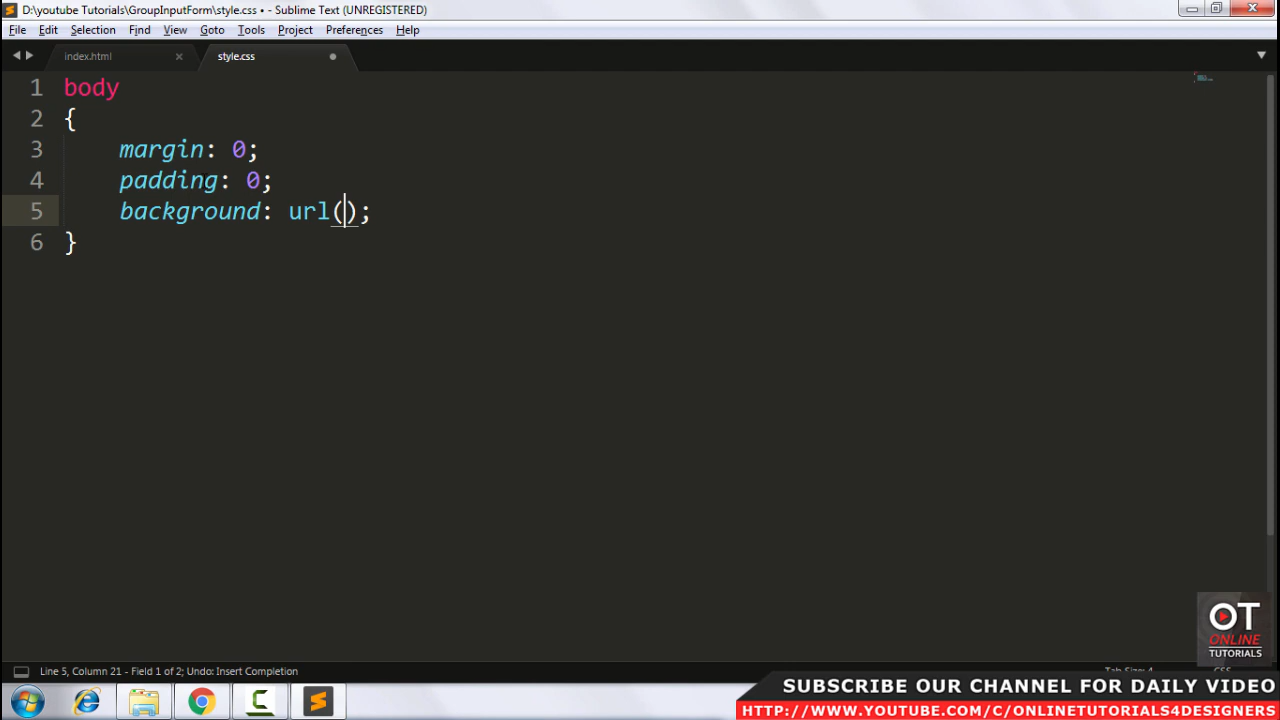 D:\youtube Tutorials\GroupInputForm\style.css • - Sublime Text (UNREGISTERED)
File Edit Selection Find View Goto Tools Project Preferences Help
index.html × style.css
1 body
2 {
3 margin: 0;
4 padding: 0;
5 background: url();
6 }
OT
ONLINE
TUTORIALS
Line 5, Column 21 - Field 1 of 2; Undo: Insert Completion
SUBSCRIBE OUR CHANNEL FOR DAILY VIDEO
HTTP://WWW.YOUTUBE.COM/C/ONLINETUTORIALS4DESIGNERS